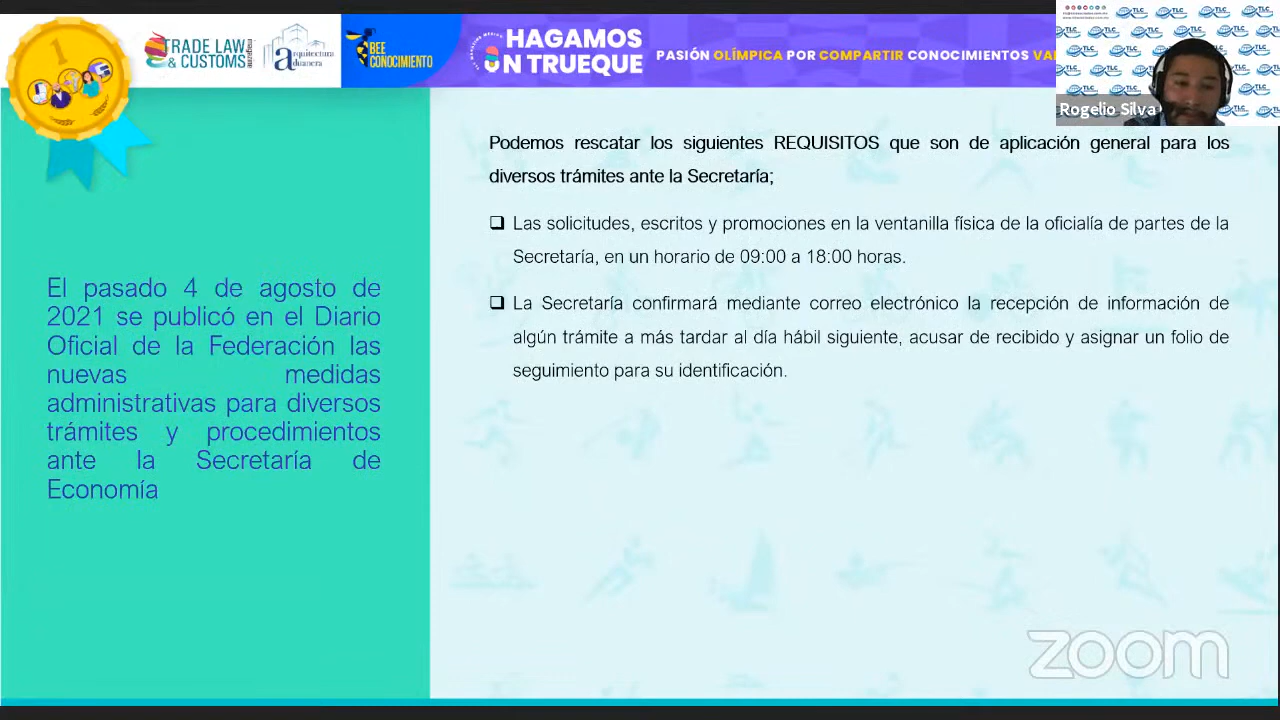 TRADE LAW
& CUSTOMS
arquitectura
aduanera
BEE
CONOCIMIENTO
HAGAMOS
UN TRUEQUE
PASIÓN OLÍMPICA POR COMPARTIR CONOCIMIENTOS VA
TLC
Rogelio Silva
El pasado 4 de agosto de
2021 se publicó en el Diario
Oficial de la Federación las
nuevas medidas
administrativas para diversos
trámites y procedimientos
ante la Secretaría de
Economía
Podemos rescatar los siguientes REQUISITOS que son de aplicación general para los
diversos trámites ante la Secretaría;
Las solicitudes, escritos y promociones en la ventanilla física de la oficialía de partes de la
Secretaría, en un horario de 09:00 a 18:00 horas.
La Secretaría confirmará mediante correo electrónico la recepción de información de
algún trámite a más tardar al día hábil siguiente, acusar de recibido y asignar un folio de
seguimiento para su identificación.
zoom